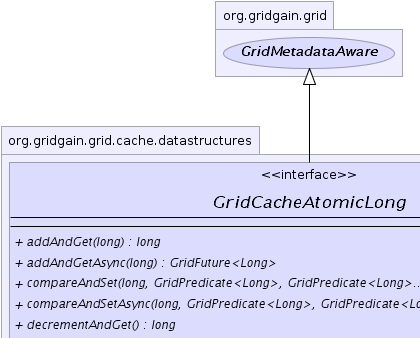 org.gridgain.grid
GridMetadataAware
org.gridgain.grid.cache.datastructures
<<interface>>
GridCacheAtomicLong
+ addAndGet(long) : long
+ addAndGetAsync(long) : GridFuture<Long>
+ compareAndSet(long, GridPredicate<Long>, GridPredicate<Long>...
+ compareAndSetAsync(long, GridPredicate<Long>, GridPredicate<Lo
+ decrementAndGet() : long